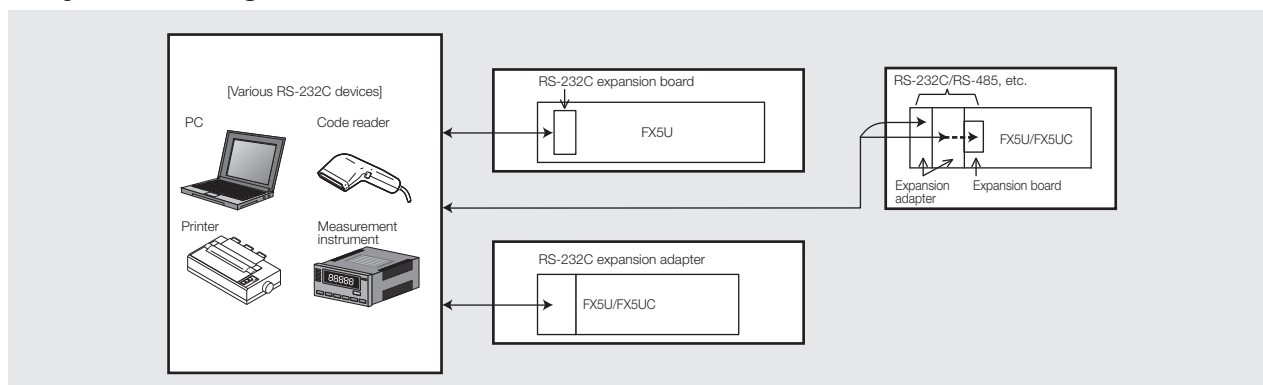 [Various RS-232C devices]
PC
Code reader
Printer
Measurement
instrument
88888
RS-232C expansion board
FX5U
RS-232C expansion adapter
FX5U/FX5UC
RS-232C/RS-485, etc.
FX5U/FX5UC
Expansion
adapter
Expansion board